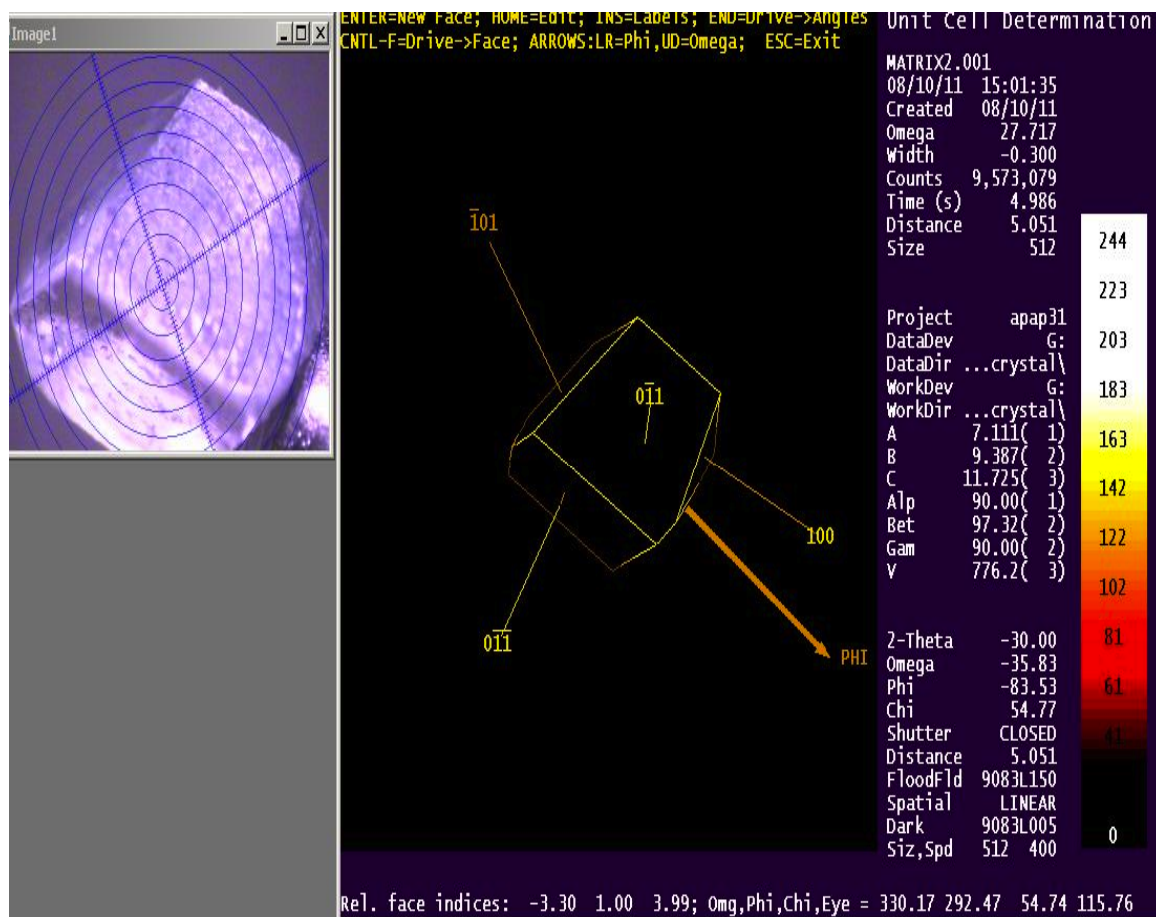 Image1
ENTER=New Face; HOME=Edit; INS=Labels; END=Drive->Angles
CNTL-F=Drive->Face; ARROWS:LR=Phi,UD=Omega; ESC=Exit
1̅01
01̅1
100
01̅1̅
PHI
Unit Cell Determination
MATRIX2.001
08/10/11 15:01:35
Created 08/10/11
Omega 27.717
Width -0.300
Counts 9,573,079
Time (s) 4.986
Distance 5.051
Size 512
Project apap31
DataDev G:
DataDir ...crystal\
WorkDev G:
WorkDir ...crystal\
A 7.111( 1)
B 9.387( 2)
C 11.725( 3)
Alp 90.00( 1)
Bet 97.32( 2)
Gam 90.00( 2)
V 776.2( 3)
2-Theta -30.00
Omega -35.83
Phi -83.53
Chi 54.77
Shutter CLOSED
Distance 5.051
FloodFld 9083L150
Spatial LINEAR
Dark 9083L005
Siz,Spd 512 400
244
223
203
183
163
142
122
102
81
61
41
0
Rel. face indices: -3.30 1.00 3.99; Omg,Phi,Chi,Eye = 330.17 292.47 54.74 115.76